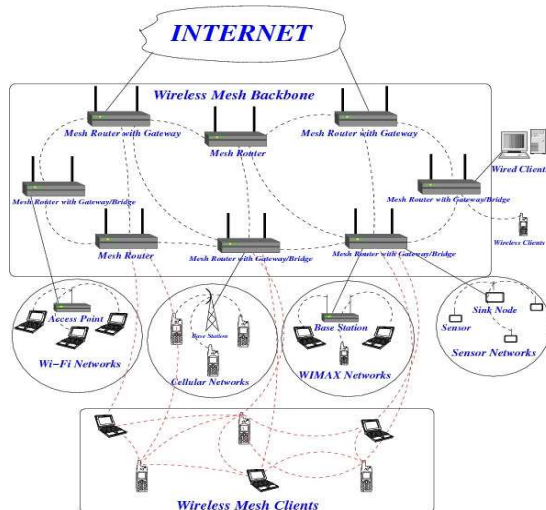 INTERNET
Wireless Mesh Backbone
Mesh Router with Gateway
Mesh Router
Mesh Router with Gateway
Wired Clients
Mesh Router with Gateway/Bridge
Mesh Router with Gateway/Bridge
Mesh Router
Mesh Router with Gateway/Bridge
Mesh Router with Gateway/Bridge
Wireless Clients
Access Point
Wi-Fi Networks
Base Station
Cellular Networks
Base Station
WIMAX Networks
Sink Node
Sensor
Sensor Networks
Wireless Mesh Clients